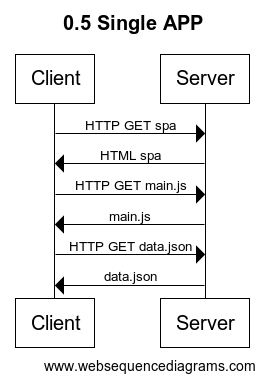 0.5 Single APP
Client Server
HTTP GET spa
HTML spa
HTTP GET main.js
main.js
HTTP GET data.json
data.json
Client Server
www.websequencediagrams.com